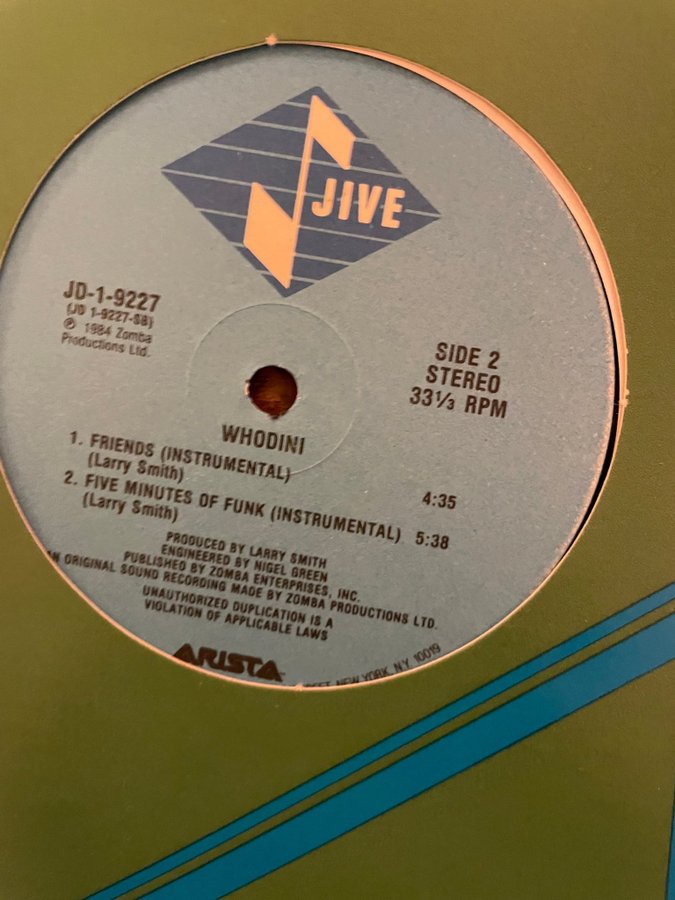 JIVE
JD-1-9227
(JD 1-9227-SB)
℗ 1984 Zomba
Productions Ltd.
SIDE 2
STEREO
33⅓ RPM
WHODINI
1. FRIENDS (INSTRUMENTAL)
(Larry Smith) 4:35
2. FIVE MINUTES OF FUNK (INSTRUMENTAL) 5:38
(Larry Smith)
PRODUCED BY LARRY SMITH
ENGINEERED BY NIGEL GREEN
PUBLISHED BY ZOMBA ENTERPRISES, INC.
AN ORIGINAL SOUND RECORDING MADE BY ZOMBA PRODUCTIONS LTD.
UNAUTHORIZED DUPLICATION IS A
VIOLATION OF APPLICABLE LAWS
ARISTA™
NEW YORK, NY 10019